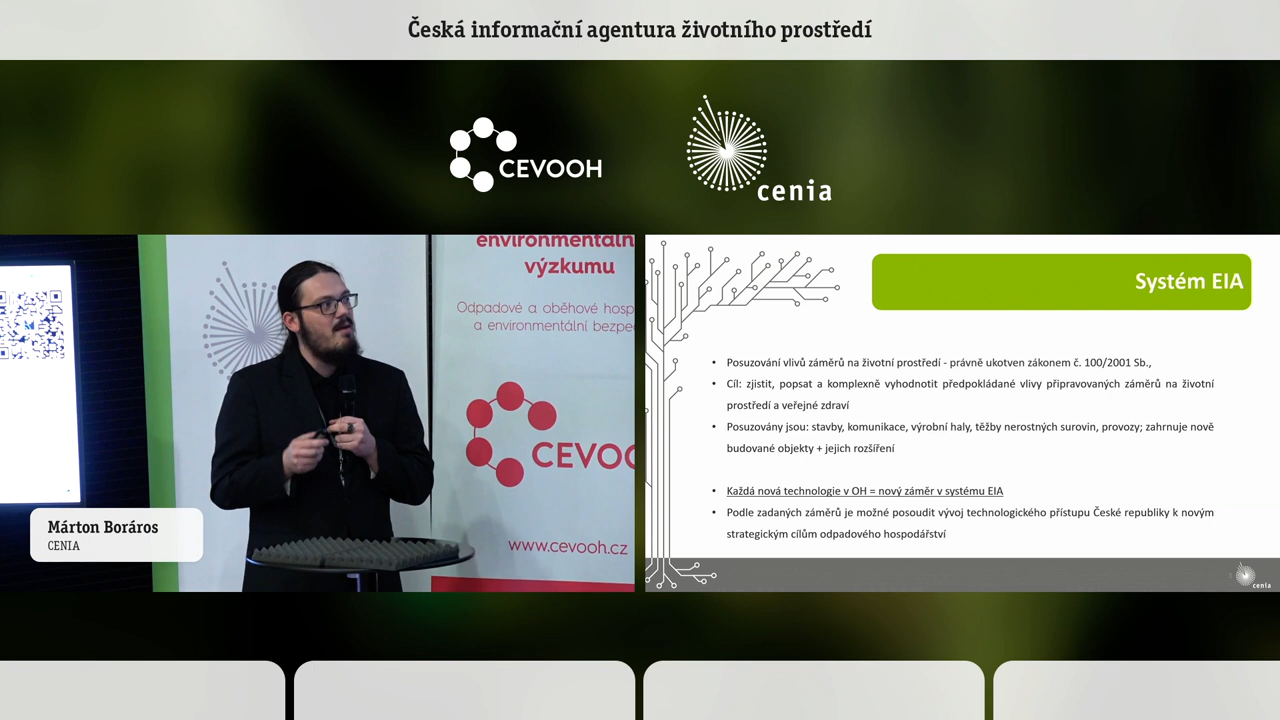 Česká informační agentura životního prostředí
CEVOOH
cenia
environmentáln
výzkumu
Odpadové a oběhové hosp
a environmentální bezpe
CEVOO
www.cevooh.cz
Márton Boráros
CENIA
Systém EIA
• Posuzování vlivů záměrů na životní prostředí - právně ukotven zákonem č. 100/2001 Sb.,
• Cíl: zjistit, popsat a komplexně vyhodnotit předpokládané vlivy připravovaných záměrů na životní
prostředí a veřejné zdraví
• Posuzovány jsou: stavby, komunikace, výrobní haly, těžby nerostných surovin, provozy; zahrnuje nově
budované objekty + jejich rozšíření
• Každá nová technologie v OH = nový záměr v systému EIA
• Podle zadaných záměrů je možné posoudit vývoj technologického přístupu České republiky k novým
strategickým cílům odpadového hospodářství
cenia